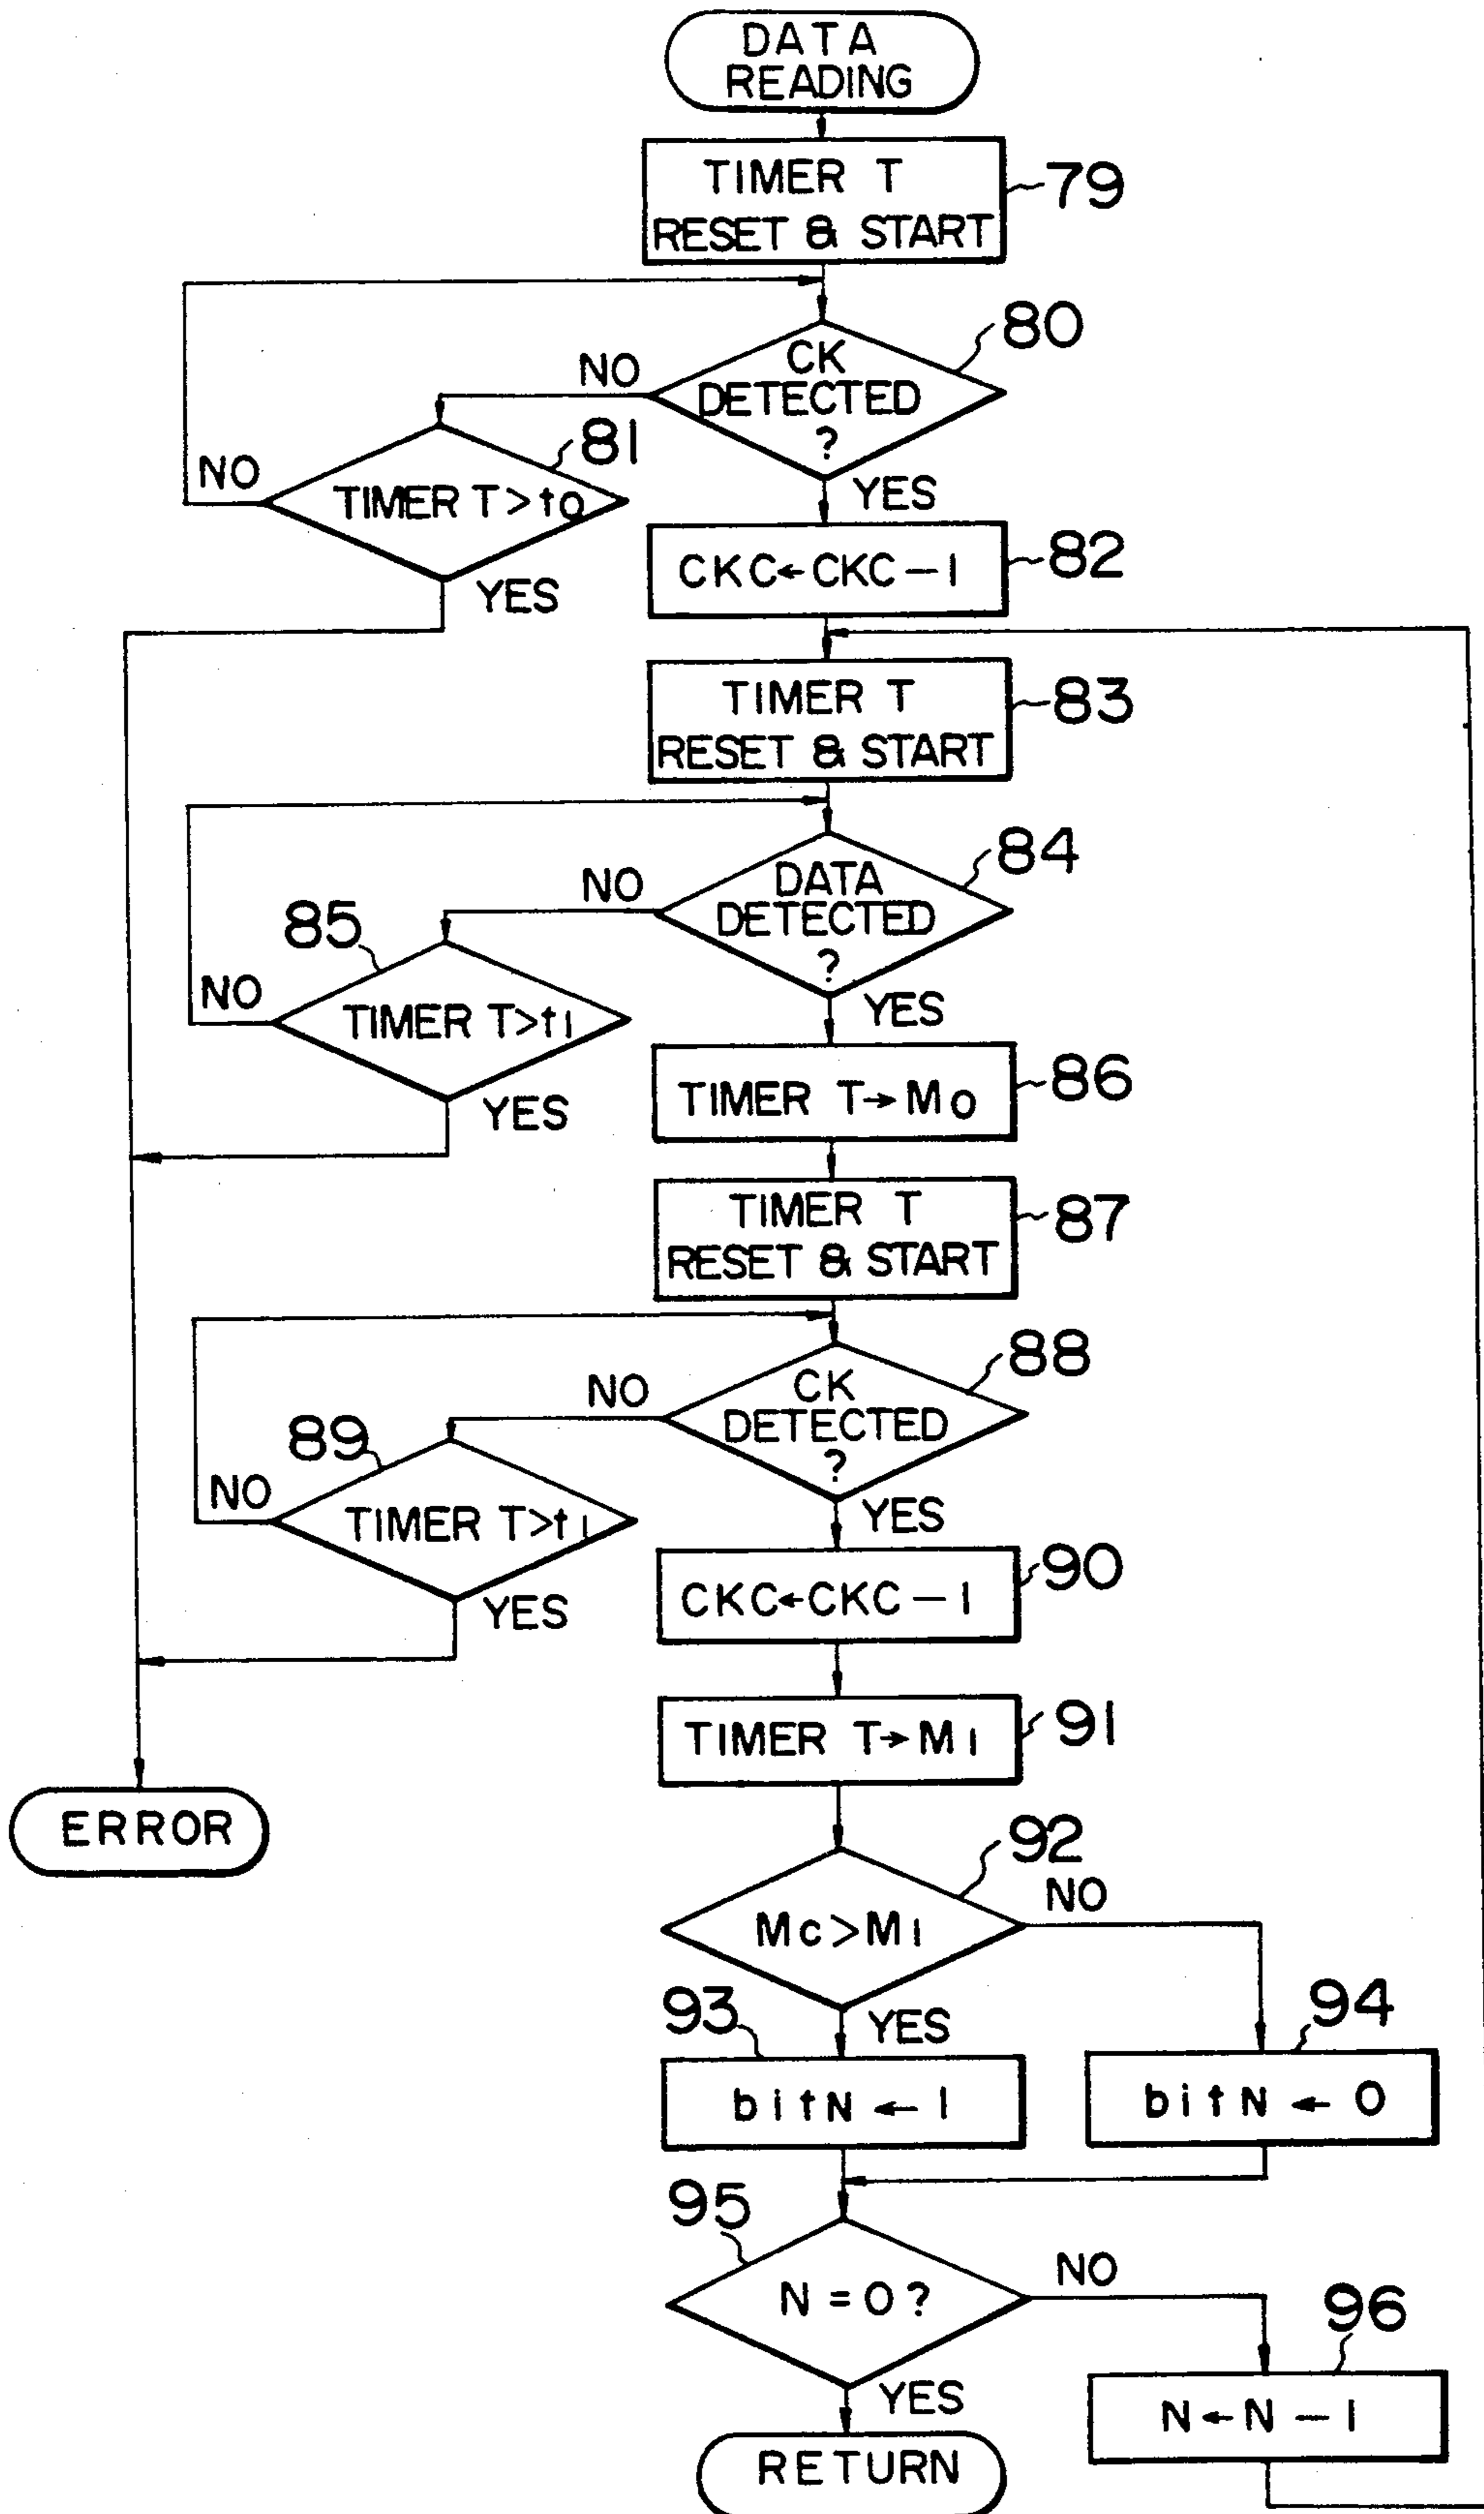 DATA
READING
TIMER T
RESET & START
79
80
CK
DETECTED
?
NO
YES
81
TIMER T>t0
NO
YES
CKC←CKC－1
82
TIMER T
RESET & START
83
84
DATA
DETECTED
?
NO
YES
85
TIMER T>t1
NO
YES
TIMER T→M0
86
TIMER T
RESET & START
87
88
CK
DETECTED
?
NO
YES
89
TIMER T>t1
NO
YES
CKC←CKC－1
90
TIMER T→M1
91
ERROR
92
Mc>M1
NO
YES
93
bitN←1
94
bitN←0
95
N=0?
NO
YES
96
N←N－1
RETURN